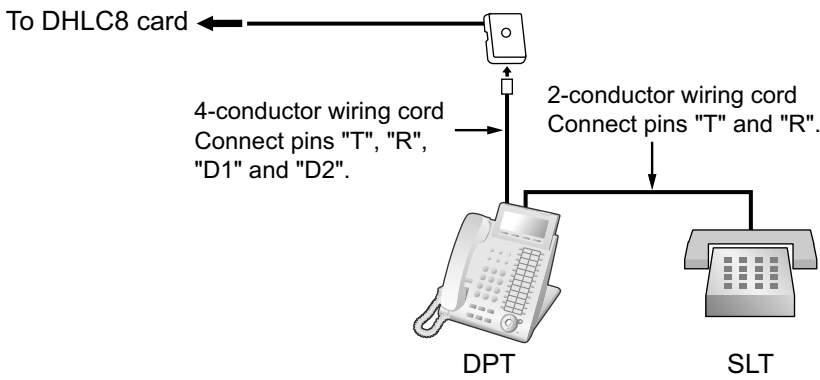 To DHLC8 card
4-conductor wiring cord
Connect pins "T", "R",
"D1" and "D2".
2-conductor wiring cord
Connect pins "T" and "R".
DPT
SLT